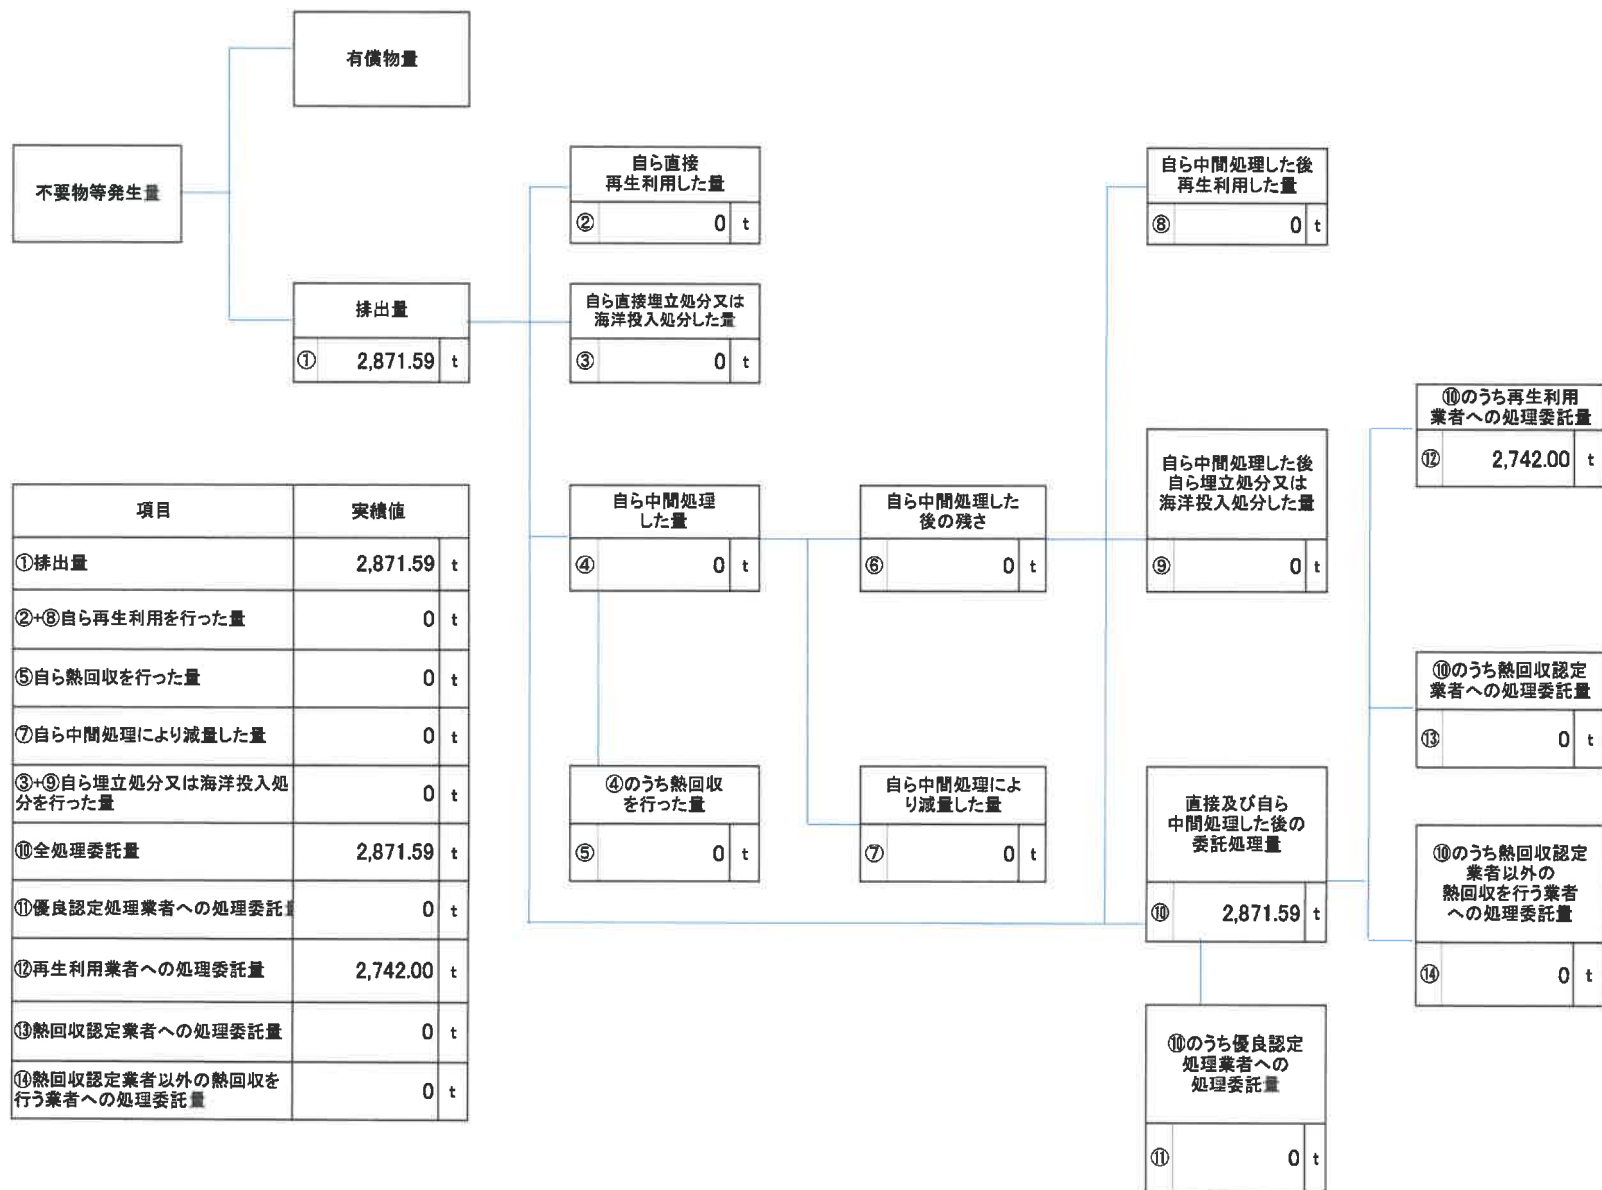 有償物量
不要物等発生量
自ら直接
再生利用した量
② 0 t
自ら中間処理した後
再生利用した量
⑧ 0 t
排出量
① 2,871.59 t
自ら直接埋立処分又は
海洋投入処分した量
③ 0 t
⑩のうち再生利用
業者への処理委託量
⑫ 2,742.00 t
自ら中間処理
した量
④ 0 t
自ら中間処理した
後の残さ
⑥ 0 t
自ら中間処理した後
自ら埋立処分又は
海洋投入処分した量
⑨ 0 t
⑩のうち熱回収認定
業者への処理委託量
⑬ 0 t
④のうち熱回収
を行った量
⑤ 0 t
自ら中間処理によ
り減量した量
⑦ 0 t
直接及び自ら
中間処理した後の
委託処理量
⑩ 2,871.59 t
⑩のうち熱回収認定
業者以外の
熱回収を行う業者
への処理委託量
⑭ 0 t
⑩のうち優良認定
処理業者への
処理委託量
⑪ 0 t
項目 実績値
①排出量 2,871.59 t
②+⑧自ら再生利用を行った量 0 t
⑤自ら熱回収を行った量 0 t
⑦自ら中間処理により減量した量 0 t
③+⑨自ら埋立処分又は海洋投入処
分を行った量 0 t
⑩全処理委託量 2,871.59 t
⑪優良認定処理業者への処理委託量 0 t
⑫再生利用業者への処理委託量 2,742.00 t
⑬熱回収認定業者への処理委託量 0 t
⑭熱回収認定業者以外の熱回収を
行う業者への処理委託量 0 t